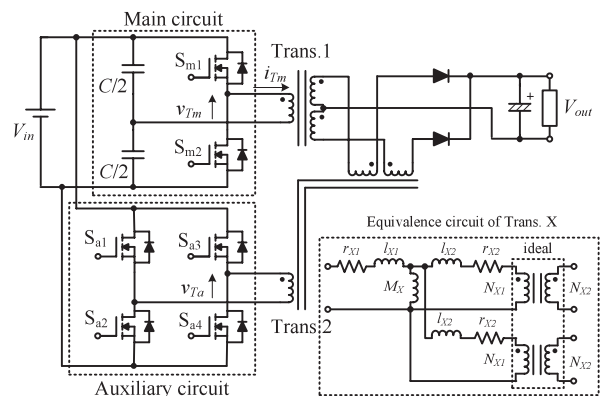 Main circuit
Trans.1
S_m1
i_Tm
C/2
v_Tm
V_in
S_m2
C/2
+
V_out
S_a1
S_a3
v_Ta
S_a2
S_a4
Trans.2
Auxiliary circuit
Equivalence circuit of Trans. X
r_X1 l_X1 l_X2 r_X2 ideal
M_X N_X1 N_X2
l_X2 r_X2
N_X1 N_X2